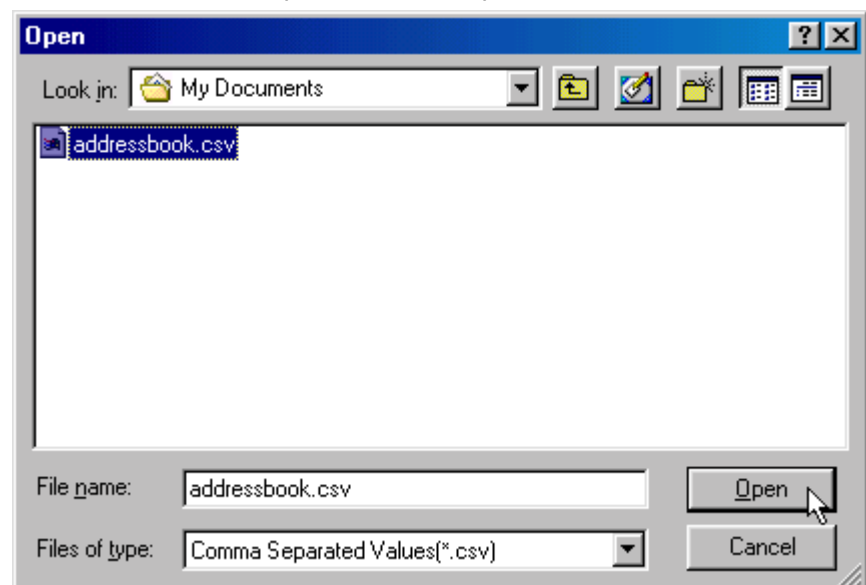 Open
Look in: My Documents
addressbook.csv
File name: addressbook.csv Open
Files of type: Comma Separated Values(*.csv) Cancel